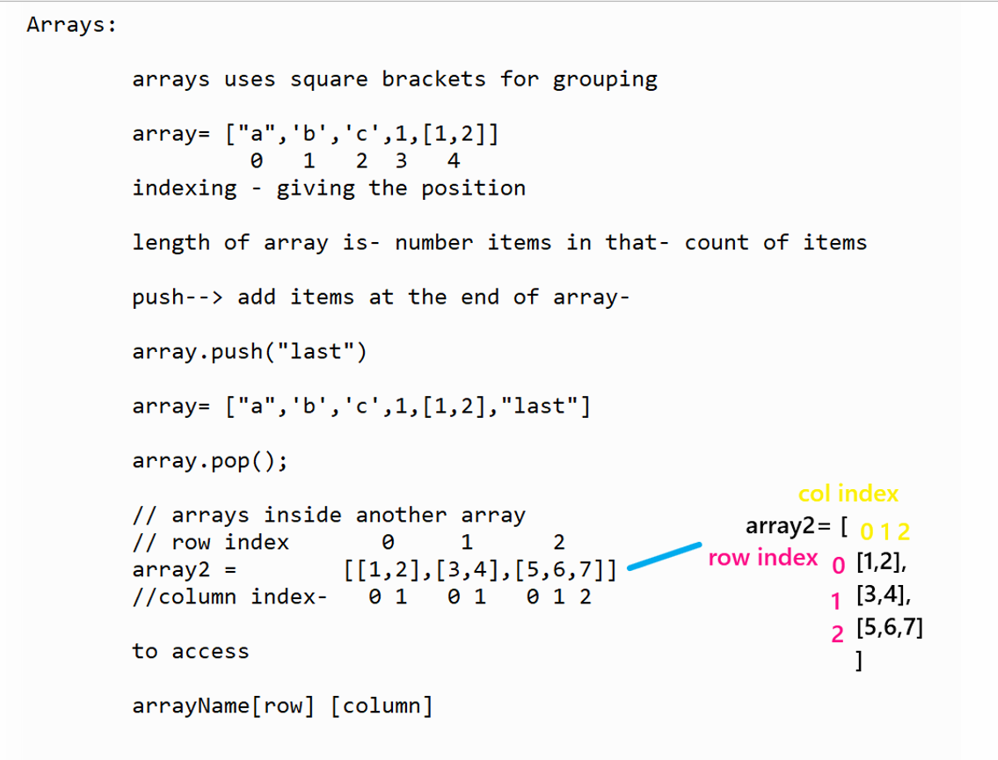 Arrays:
arrays uses square brackets for grouping
array= ["a",'b','c',1,[1,2]]
0 1 2 3 4
indexing - giving the position
length of array is- number items in that- count of items
push--> add items at the end of array-
array.push("last")
array= ["a",'b','c',1,[1,2],"last"]
array.pop();
// arrays inside another array
// row index 0 1 2
array2 = [[1,2],[3,4],[5,6,7]]
//column index- 0 1 0 1 0 1 2
to access
arrayName[row] [column]
col index
array2= [ 0 1 2
row index 0 [1,2],
1 [3,4],
2 [5,6,7]
]